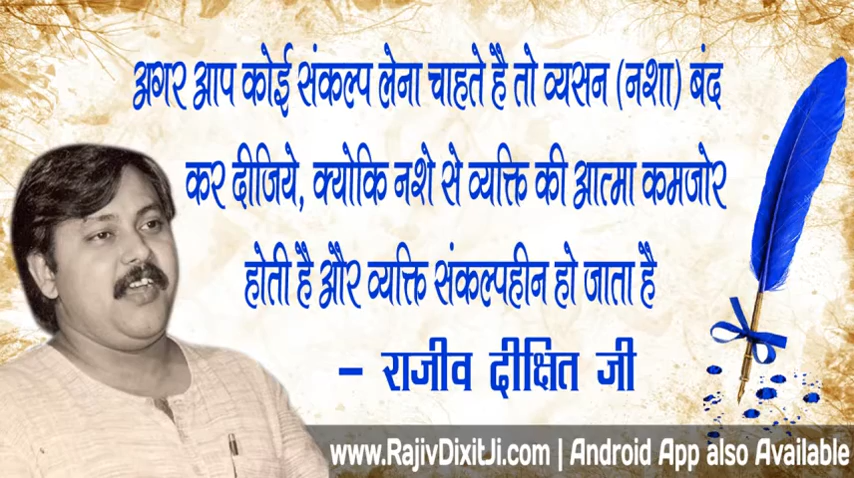 अगर आप कोई संकल्प लेना चाहते है तो व्यसन (नशा) बंद
कर दीजिये, क्योकि नशे से व्यक्ति की आत्मा कमजोर
होती है और व्यक्ति संकल्पहीन हो जाता है
– राजीव दीक्षित जी
www.RajivDixitJi.com | Android App also Available